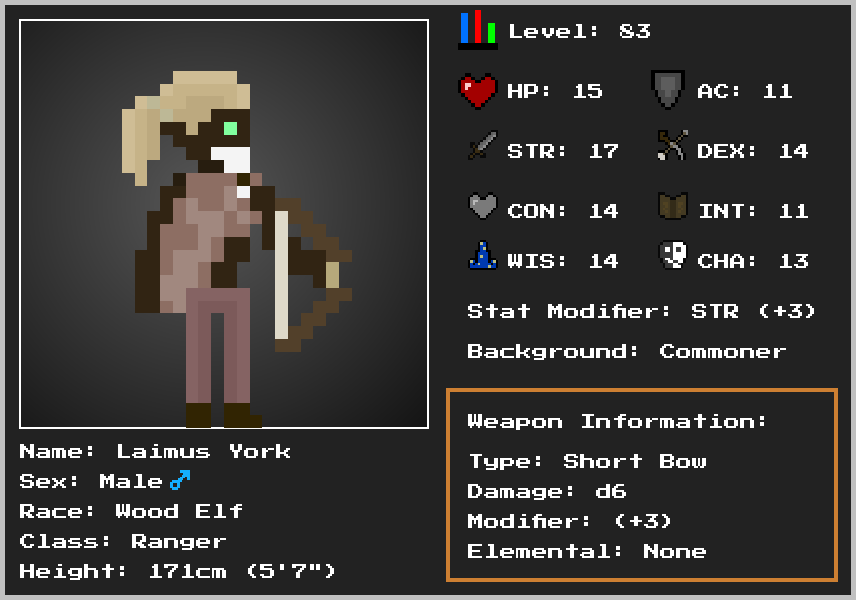 Level: 83
HP: 15 AC: 11
STR: 17 DEX: 14
CON: 14 INT: 11
WIS: 14 CHA: 13
Stat Modifier: STR (+3)
Background: Commoner
Weapon Information:
Type: Short Bow
Damage: d6
Modifier: (+3)
Elemental: None
Name: Laimus York
Sex: Male♂
Race: Wood Elf
Class: Ranger
Height: 171cm (5'7")